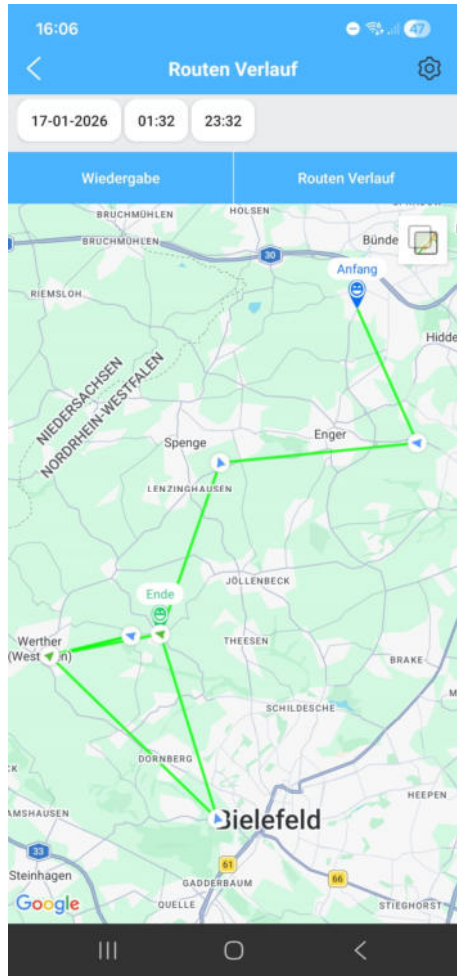 16:06
47
Routen Verlauf
17-01-2026 01:32 23:32
Wiedergabe Routen Verlauf
BRUCHMÜHLEN
HOLSEN
BRUCHMÜHLEN
Bünde
30
Anfang
RIEMSLOH
Hidde
NIEDERSACHSEN
NORDRHEIN-WESTFALEN
Enger
Spenge
LENZINGHAUSEN
JÖLLENBECK
Ende
Werther
(West en)
THEESEN
BRAKE
SCHILDESCHE
DORNBERG
HEEPEN
AMSHAUSEN
Bielefeld
33
61
Steinhagen
66
GADDERBAUM
Google
QUELLE
STIEGHORST